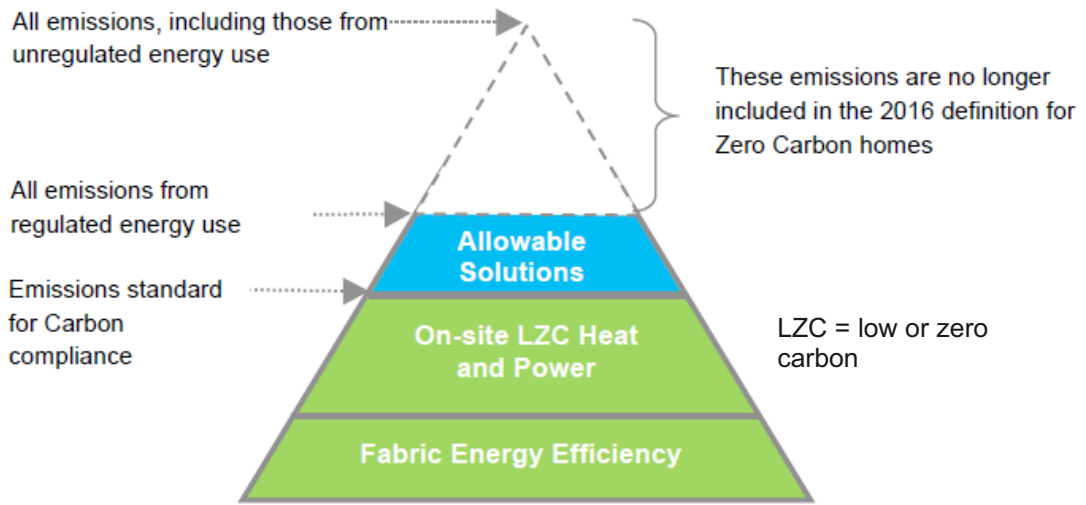 All emissions, including those from
unregulated energy use
These emissions are no longer
included in the 2016 definition for
Zero Carbon homes
All emissions from
regulated energy use
Allowable
Solutions
Emissions standard
for Carbon
compliance
On-site LZC Heat
and Power
LZC = low or zero
carbon
Fabric Energy Efficiency